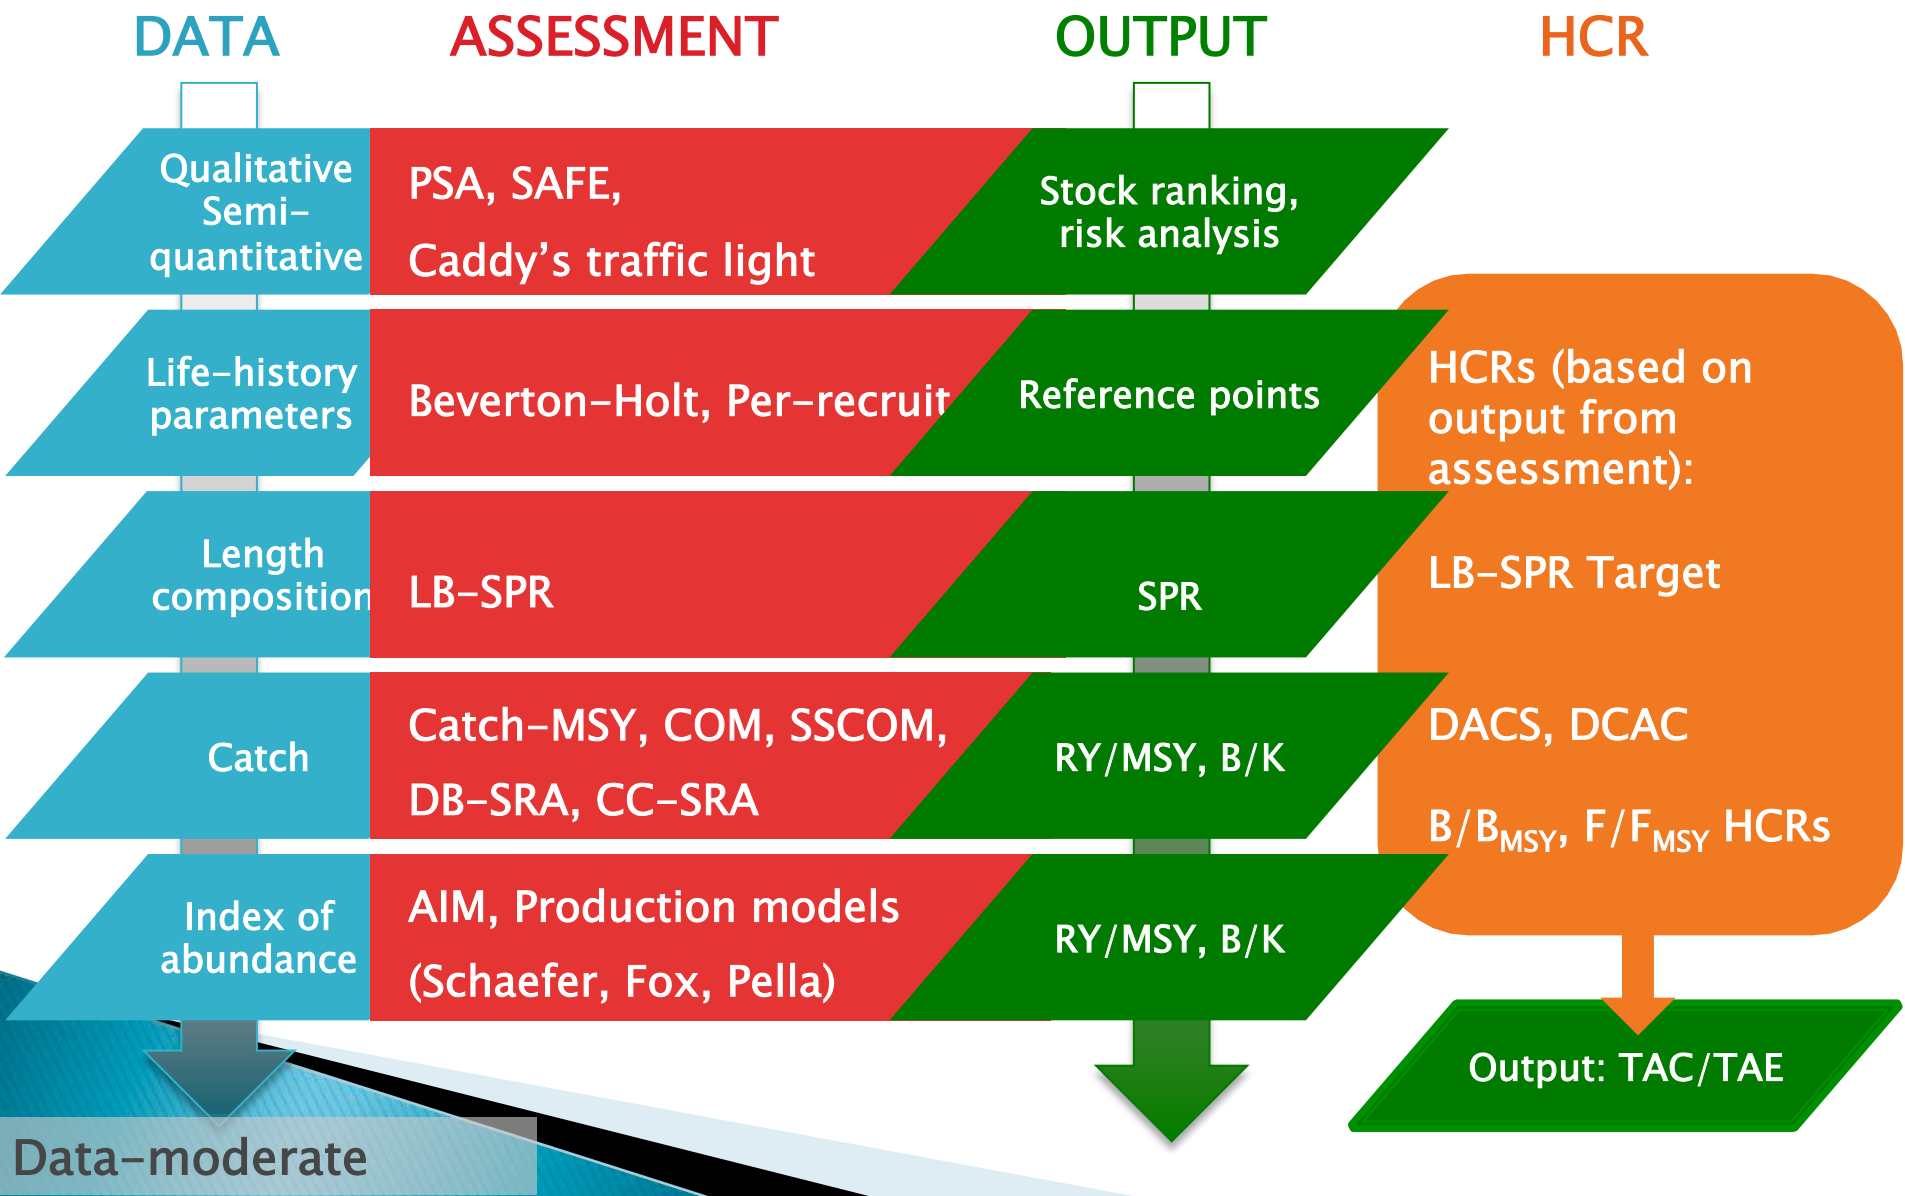 DATA
ASSESSMENT
OUTPUT
HCR
Qualitative
Semi-
quantitative
PSA, SAFE,
Caddy’s traffic light
Stock ranking,
risk analysis
Life-history
parameters
Beverton-Holt, Per-recruit
Reference points
Length
composition
LB-SPR
SPR
Catch
Catch-MSY, COM, SSCOM,
DB-SRA, CC-SRA
RY/MSY, B/K
Index of
abundance
AIM, Production models
(Schaefer, Fox, Pella)
RY/MSY, B/K
HCRs (based on
output from
assessment):
LB-SPR Target
DACS, DCAC
B/BMSY, F/FMSY HCRs
Output: TAC/TAE
Data-moderate